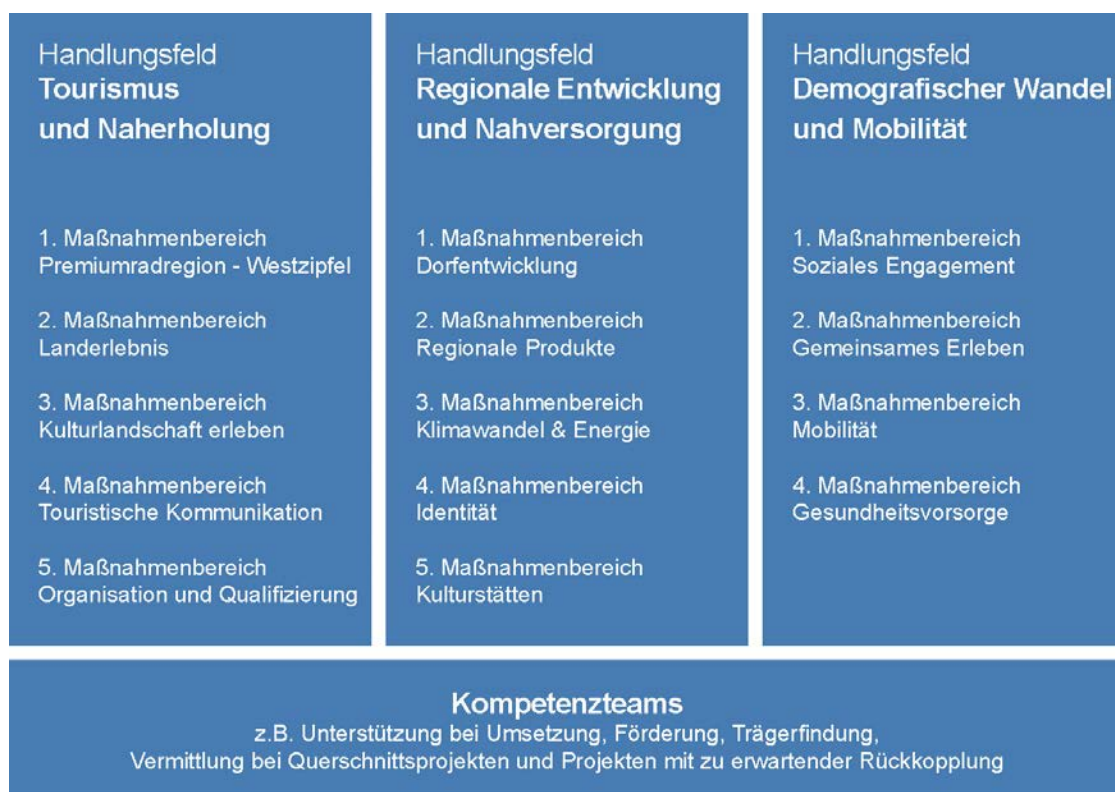 Handlungsfeld
Tourismus
und Naherholung
1. Maßnahmenbereich
Premiumradregion - Westzipfel
2. Maßnahmenbereich
Landerlebnis
3. Maßnahmenbereich
Kulturlandschaft erleben
4. Maßnahmenbereich
Touristische Kommunikation
5. Maßnahmenbereich
Organisation und Qualifizierung
Handlungsfeld
Regionale Entwicklung
und Nahversorgung
1. Maßnahmenbereich
Dorfentwicklung
2. Maßnahmenbereich
Regionale Produkte
3. Maßnahmenbereich
Klimawandel & Energie
4. Maßnahmenbereich
Identität
5. Maßnahmenbereich
Kulturstätten
Handlungsfeld
Demografischer Wandel
und Mobilität
1. Maßnahmenbereich
Soziales Engagement
2. Maßnahmenbereich
Gemeinsames Erleben
3. Maßnahmenbereich
Mobilität
4. Maßnahmenbereich
Gesundheitsvorsorge
Kompetenzteams
z.B. Unterstützung bei Umsetzung, Förderung, Trägerfindung,
Vermittlung bei Querschnittsprojekten und Projekten mit zu erwartender Rückkopplung